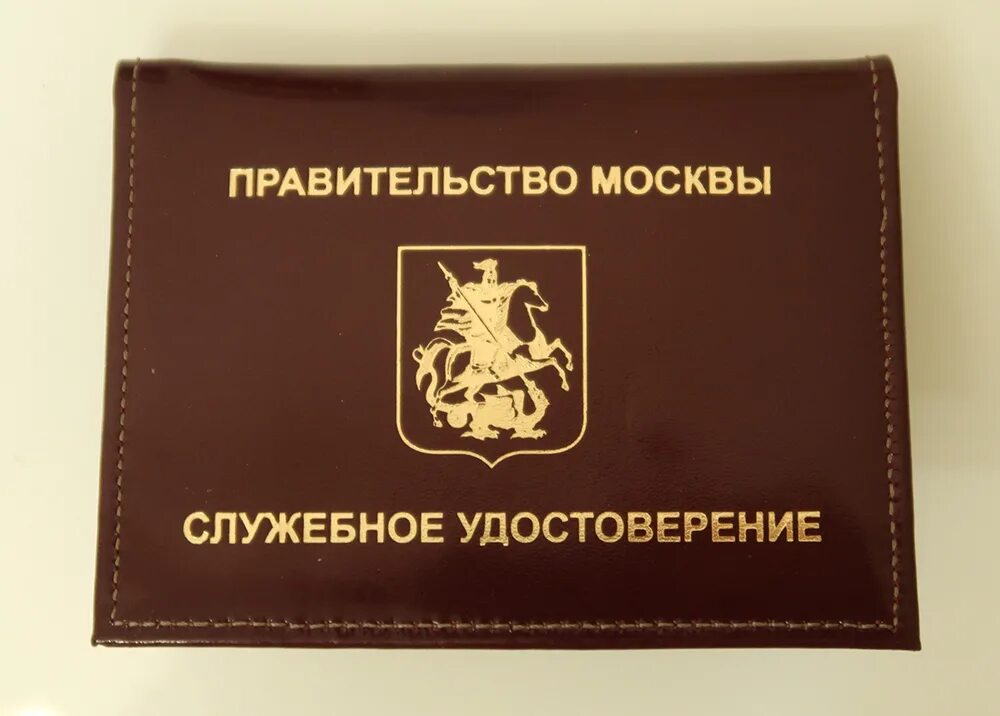 ПРАВИТЕЛЬСТВО МОСКВЫ
СЛУЖЕБНОЕ УДОСТОВЕРЕНИЕ